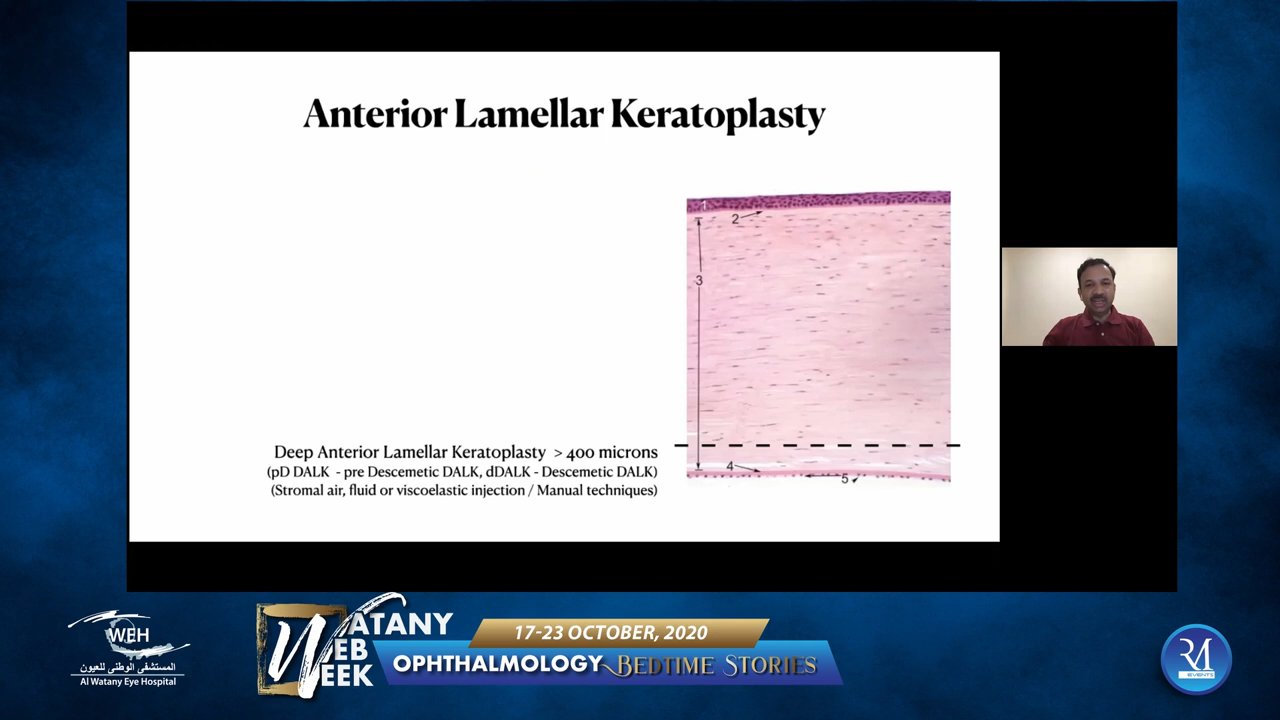 Anterior Lamellar Keratoplasty
1
2
3
Deep Anterior Lamellar Keratoplasty > 400 microns
(pD DALK - pre Descemetic DALK, dDALK - Descemetic DALK)
(Stromal air, fluid or viscoelastic injection / Manual techniques)
4
5
WEH
المستشفى الوطني للعيون
Al Watany Eye Hospital
WATANY
WEB
WEEK
17-23 OCTOBER, 2020
OPHTHALMOLOGY BEDTIME STORIES
RM
EVENTS